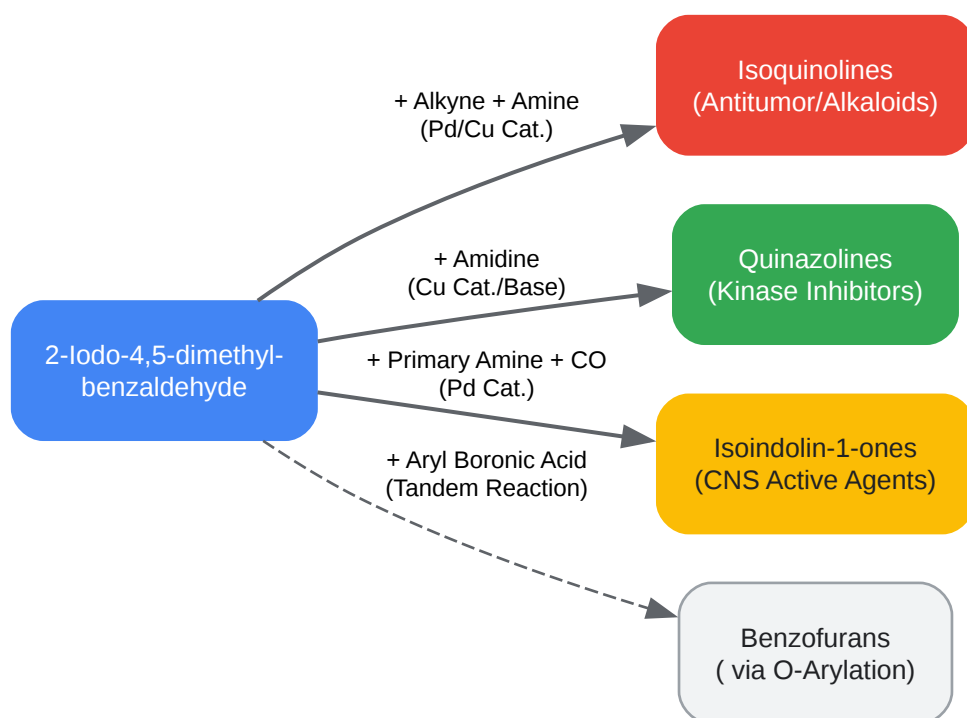 Isoquinolines
(Antitumor/Alkaloids)
+ Alkyne + Amine
(Pd/Cu Cat.)
Quinazolines
(Kinase Inhibitors)
+ Amidine
(Cu Cat./Base)
2-Iodo-4,5-dimethyl-
benzaldehyde
+ Primary Amine + CO
(Pd Cat.)
Isoindolin-1-ones
(CNS Active Agents)
+ Aryl Boronic Acid
(Tandem Reaction)
Benzofurans
( via O-Arylation)